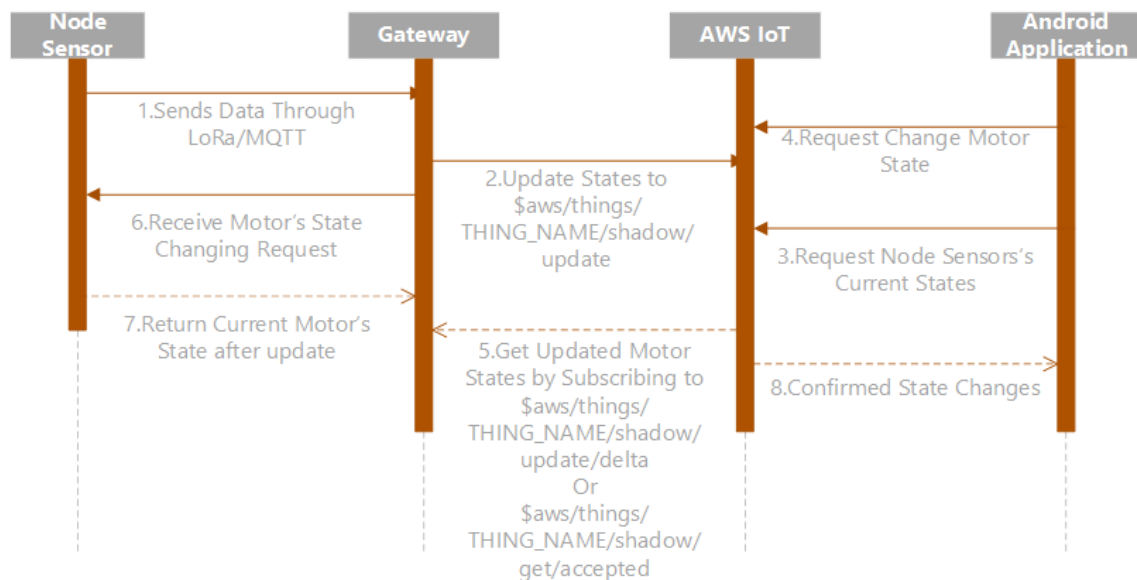 Node
Sensor
Gateway
AWS IoT
Android
Application
1.Sends Data Through
LoRa/MQTT
4.Request Change Motor
State
2.Update States to
$aws/things/
THING_NAME/shadow/
update
6.Receive Motor's State
Changing Request
3.Request Node Sensors's
Current States
7.Return Current Motor's
State after update
5.Get Updated Motor
States by Subscribing to
$aws/things/
THING_NAME/shadow/
update/delta
Or
$aws/things/
THING_NAME/shadow/
get/accepted
8.Confirmed State Changes